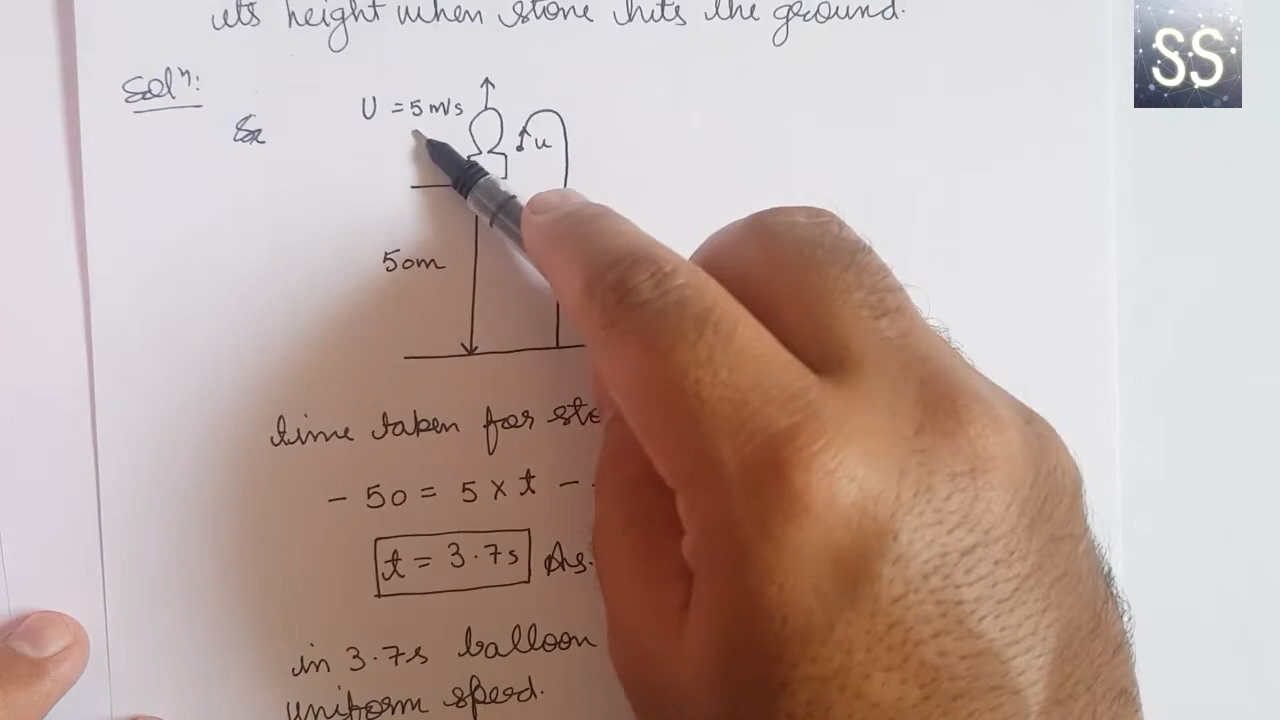 its height when stone hits the ground.
SS
Solⁿ:
U = 5 m/s
u
50m
time taken for
- 50 = 5 x t -
t = 3.7s Ans.
in 3.7s balloon
uniform speed.